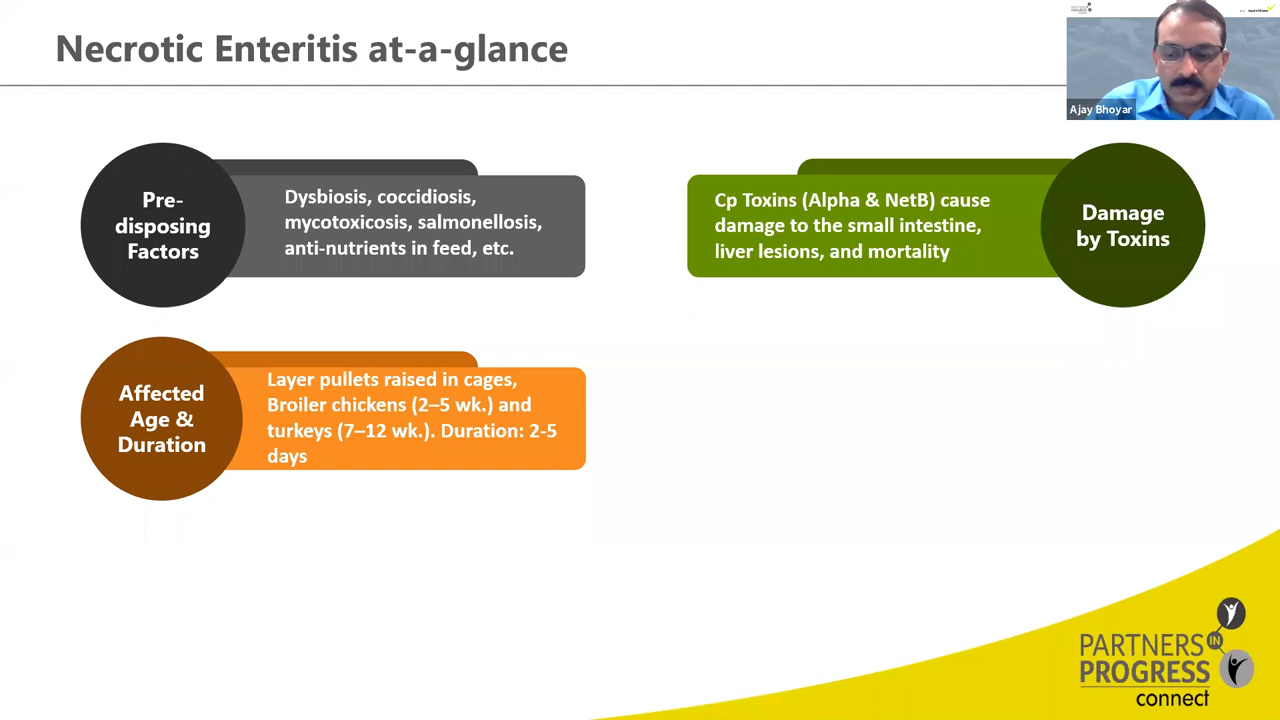 Necrotic Enteritis at-a-glance
Ajay Bhoyar
Pre-
disposing
Factors
Dysbiosis, coccidiosis,
mycotoxicosis, salmonellosis,
anti-nutrients in feed, etc.
Cp Toxins (Alpha & NetB) cause
damage to the small intestine,
liver lesions, and mortality
Damage
by Toxins
Affected
Age &
Duration
Layer pullets raised in cages,
Broiler chickens (2–5 wk.) and
turkeys (7–12 wk.). Duration: 2-5
days
PARTNERS
IN
PROGRESS
connect